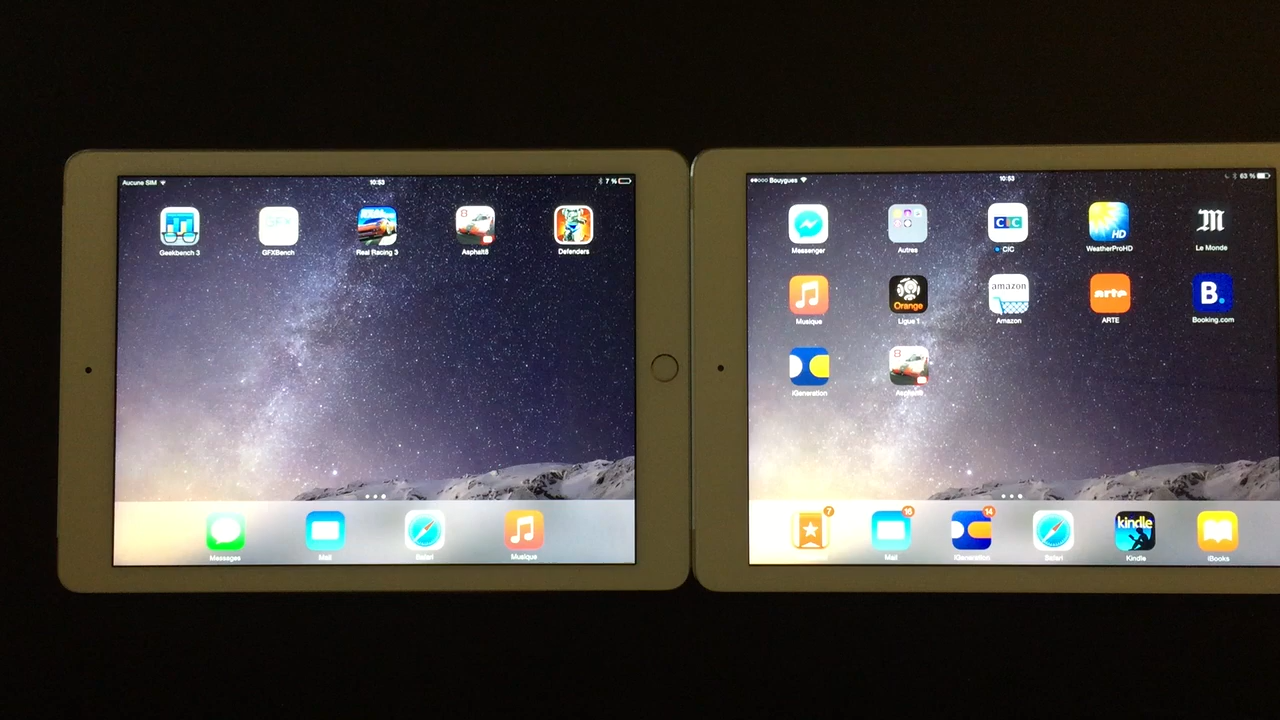 Aucune SIM
10:53
7 %
Geekbench 3
GFXBench
Real Racing 3
Asphalt8
Defenders
Messages
Mail
Safari
Musique
Bouygues
10:53
63 %
Messenger
Autres
CIC
CIC
HD
WeatherProHD
M
Le Monde
Musique
Orange
Ligue 1
amazon
Amazon
arte
ARTE
B.
Booking.com
iGeneration
8
Asphalt8
7
16
Mail
14
iGeneration
Safari
kindle
Kindle
iBooks